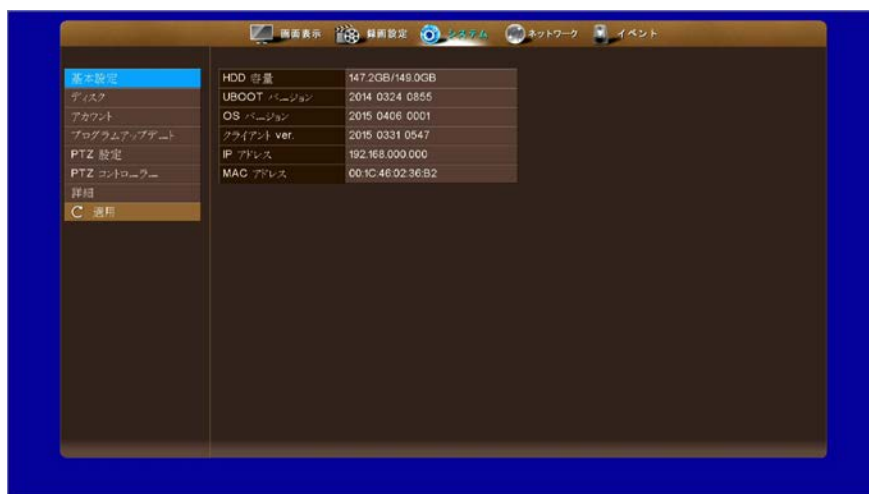 画面表示 録画設定 システム ネットワーク イベント
基本設定
ディスク
アカウント
プログラムアップデート
PTZ 設定
PTZ コントローラー
詳細
適用
HDD 容量 147.2GB/149.0GB
UBOOT バージョン 2014 0324 0855
OS バージョン 2015 0406 0001
クライアント ver. 2015 0331 0547
IP アドレス 192.168.000.000
MAC アドレス 00:1C:46:02:36:B2